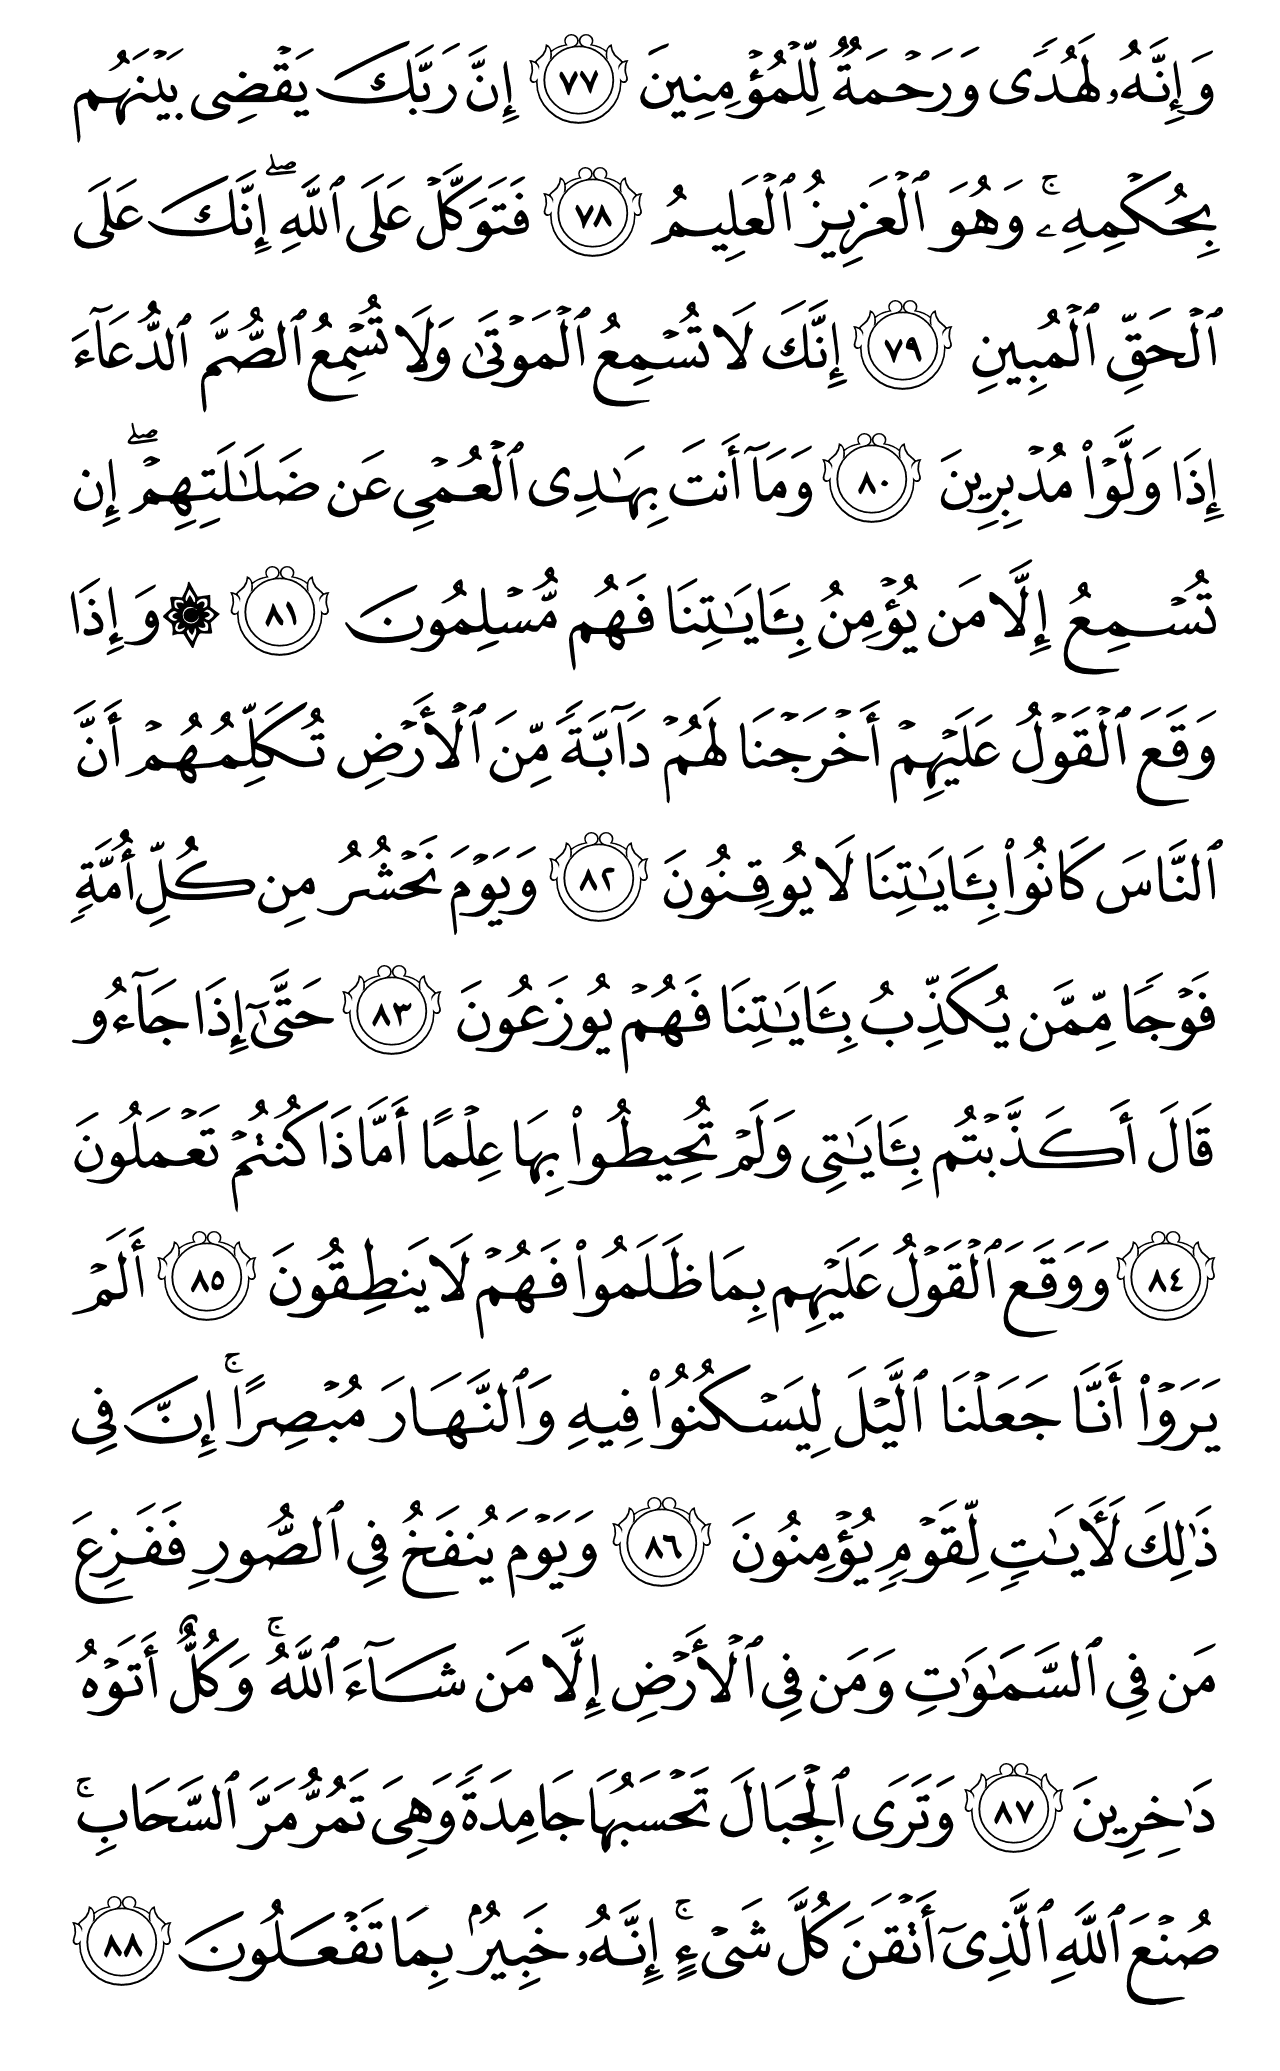 وَإِنَّهُۥ لَهُدًى وَرَحْمَةٌ لِّلْمُؤْمِنِينَ ٧٧ إِنَّ رَبَّكَ يَقْضِى بَيْنَهُم
بِحُكْمِهِۦ ۚ وَهُوَ ٱلْعَزِيزُ ٱلْعَلِيمُ ٧٨ فَتَوَكَّلْ عَلَى ٱللَّهِ ۖ إِنَّكَ عَلَى
ٱلْحَقِّ ٱلْمُبِينِ ٧٩ إِنَّكَ لَا تُسْمِعُ ٱلْمَوْتَىٰ وَلَا تُسْمِعُ ٱلصُّمَّ ٱلدُّعَآءَ
إِذَا وَلَّوْا۟ مُدْبِرِينَ ٨٠ وَمَآ أَنتَ بِهَـٰدِى ٱلْعُمْىِ عَن ضَلَـٰلَتِهِمْ ۖ إِن
تُسْمِعُ إِلَّا مَن يُؤْمِنُ بِـَٔايَـٰتِنَا فَهُم مُّسْلِمُونَ ٨١ ۞ وَإِذَا
وَقَعَ ٱلْقَوْلُ عَلَيْهِمْ أَخْرَجْنَا لَهُمْ دَآبَّةً مِّنَ ٱلْأَرْضِ تُكَلِّمُهُمْ أَنَّ
ٱلنَّاسَ كَانُوا۟ بِـَٔايَـٰتِنَا لَا يُوقِنُونَ ٨٢ وَيَوْمَ نَحْشُرُ مِن كُلِّ أُمَّةٍ
فَوْجًا مِّمَّن يُكَذِّبُ بِـَٔايَـٰتِنَا فَهُمْ يُوزَعُونَ ٨٣ حَتَّىٰٓ إِذَا جَآءُو
قَالَ أَكَذَّبْتُم بِـَٔايَـٰتِى وَلَمْ تُحِيطُوا۟ بِهَا عِلْمًا أَمَّاذَا كُنتُمْ تَعْمَلُونَ
٨٤ وَوَقَعَ ٱلْقَوْلُ عَلَيْهِم بِمَا ظَلَمُوا۟ فَهُمْ لَا يَنطِقُونَ ٨٥ أَلَمْ
يَرَوْا۟ أَنَّا جَعَلْنَا ٱلَّيْلَ لِيَسْكُنُوا۟ فِيهِ وَٱلنَّهَارَ مُبْصِرًا ۚ إِنَّ فِى
ذَٰلِكَ لَـَٔايَـٰتٍ لِّقَوْمٍ يُؤْمِنُونَ ٨٦ وَيَوْمَ يُنفَخُ فِى ٱلصُّورِ فَفَزِعَ
مَن فِى ٱلسَّمَـٰوَٰتِ وَمَن فِى ٱلْأَرْضِ إِلَّا مَن شَآءَ ٱللَّهُ ۚ وَكُلٌّ أَتَوْهُ
دَٰخِرِينَ ٨٧ وَتَرَى ٱلْجِبَالَ تَحْسَبُهَا جَامِدَةً وَهِىَ تَمُرُّ مَرَّ ٱلسَّحَابِ ۚ
صُنْعَ ٱللَّهِ ٱلَّذِىٓ أَتْقَنَ كُلَّ شَىْءٍ ۚ إِنَّهُۥ خَبِيرٌۢ بِمَا تَفْعَلُونَ ٨٨